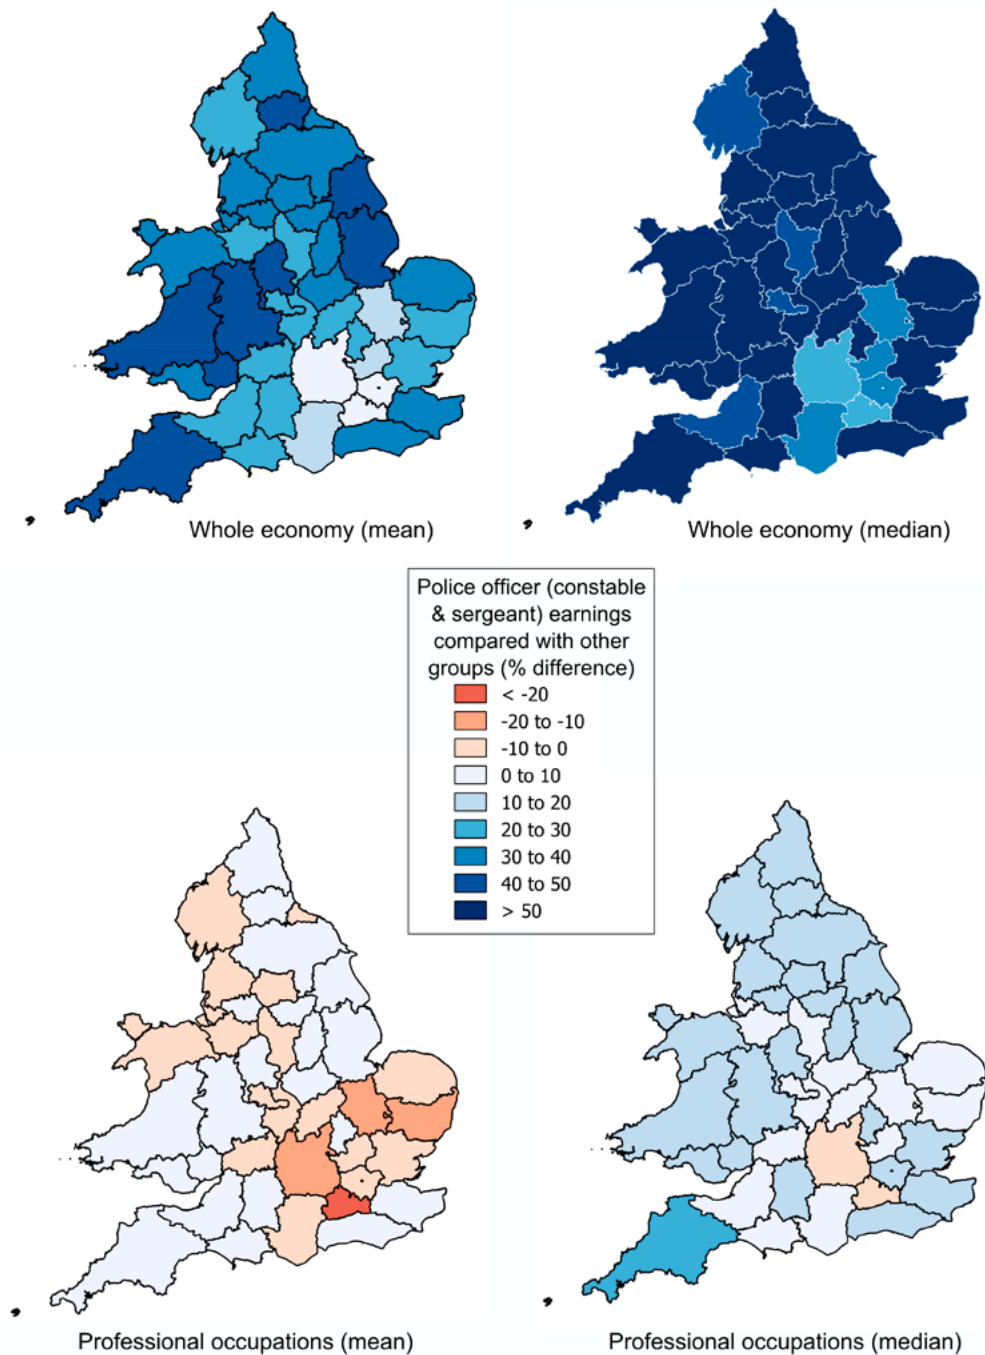 Whole economy (mean)
Whole economy (median)
Police officer (constable
& sergeant) earnings
compared with other
groups (% difference)
< -20
-20 to -10
-10 to 0
0 to 10
10 to 20
20 to 30
30 to 40
40 to 50
> 50
Professional occupations (mean)
Professional occupations (median)